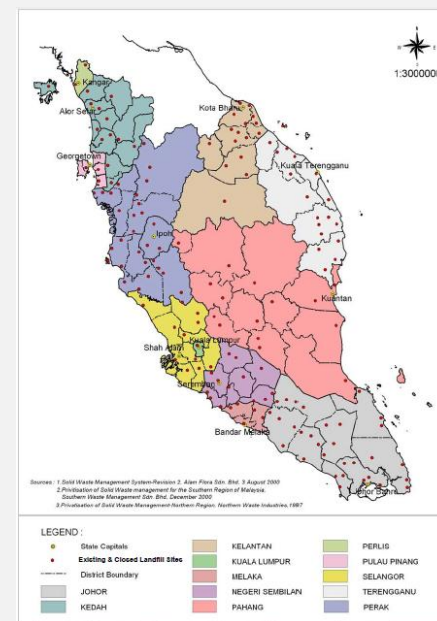 1:3000000
Kangar
Alor Setar
Kota Bharu
Georgetown
Kuala Terengganu
Ipoh
Kuantan
Kuala Lumpur
Shah Alam
Seremban
Bandar Melaka
Johor Bahru
Sources : 1.Solid Waste Management System-Revision 2. Alam Flora Sdn. Bhd. 3 August 2000
2.Privatisation of Solid Waste management for the Southern Region of Malaysia.
Southern Waste Management Sdn. Bhd, December 2000
3.Privatisation of Solid Waste Management-Northern Region, Northern Waste Industries,1997
LEGEND :
State Capitals
Existing & Closed Landfill Sites
District Boundary
JOHOR
KEDAH
KELANTAN
KUALA LUMPUR
MELAKA
NEGERI SEMBILAN
PAHANG
PERLIS
PULAU PINANG
SELANGOR
TERENGGANU
PERAK